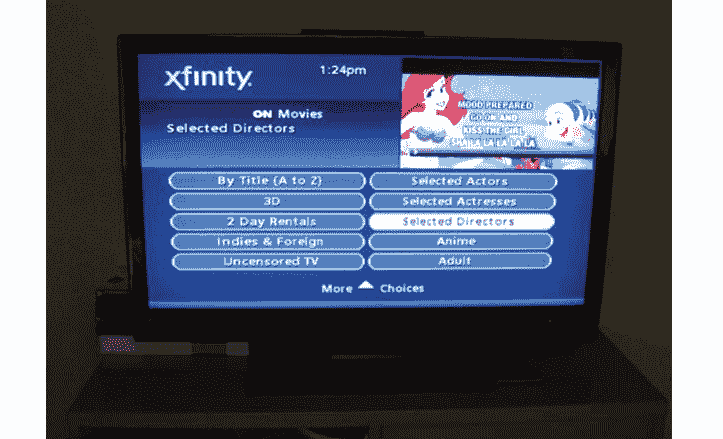 xfinity.
1:24pm
ON Movies
Selected Directors
MOOD PREPARED
GO ON AND
KISS THE GIRL
SHA LA LA LA LA
By Title (A to Z)
Selected Actors
3D
Selected Actresses
2 Day Rentals
Selected Directors
Indies & Foreign
Anime
Uncensored TV
Adult
More Choices